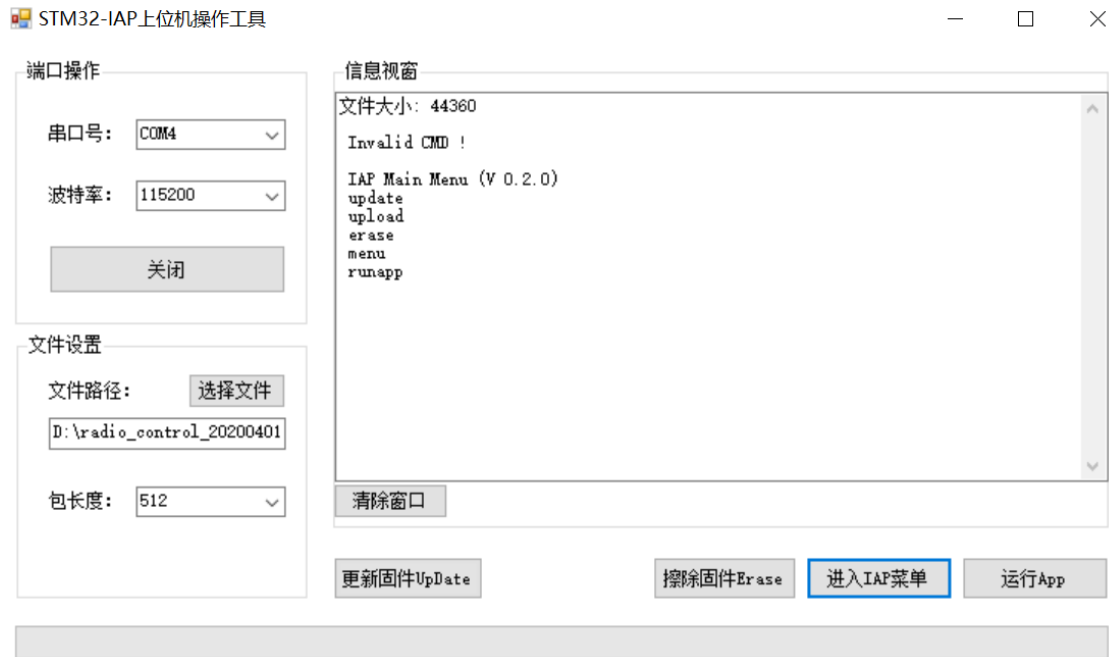 STM32-IAP上位机操作工具
端口操作
串口号： COM4
波特率： 115200
关闭
文件设置
文件路径： 选择文件
D:\radio_control_20200401
包长度： 512
信息视窗
文件大小: 44360
Invalid CMD !
IAP Main Menu (V 0.2.0)
update
upload
erase
menu
runapp
清除窗口
更新固件UpDate 擦除固件Erase 进入IAP菜单 运行App